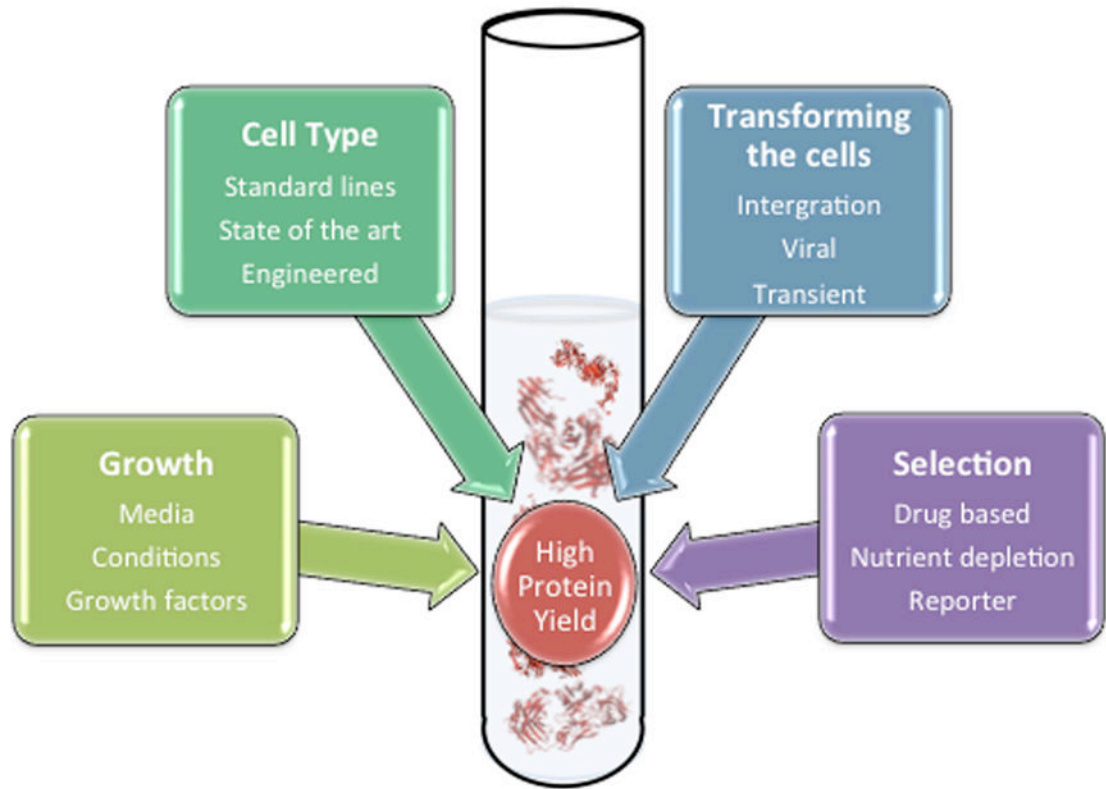 Cell Type
Standard lines
State of the art
Engineered
Transforming
the cells
Intergration
Viral
Transient
Growth
Media
Conditions
Growth factors
High
Protein
Yield
Selection
Drug based
Nutrient depletion
Reporter